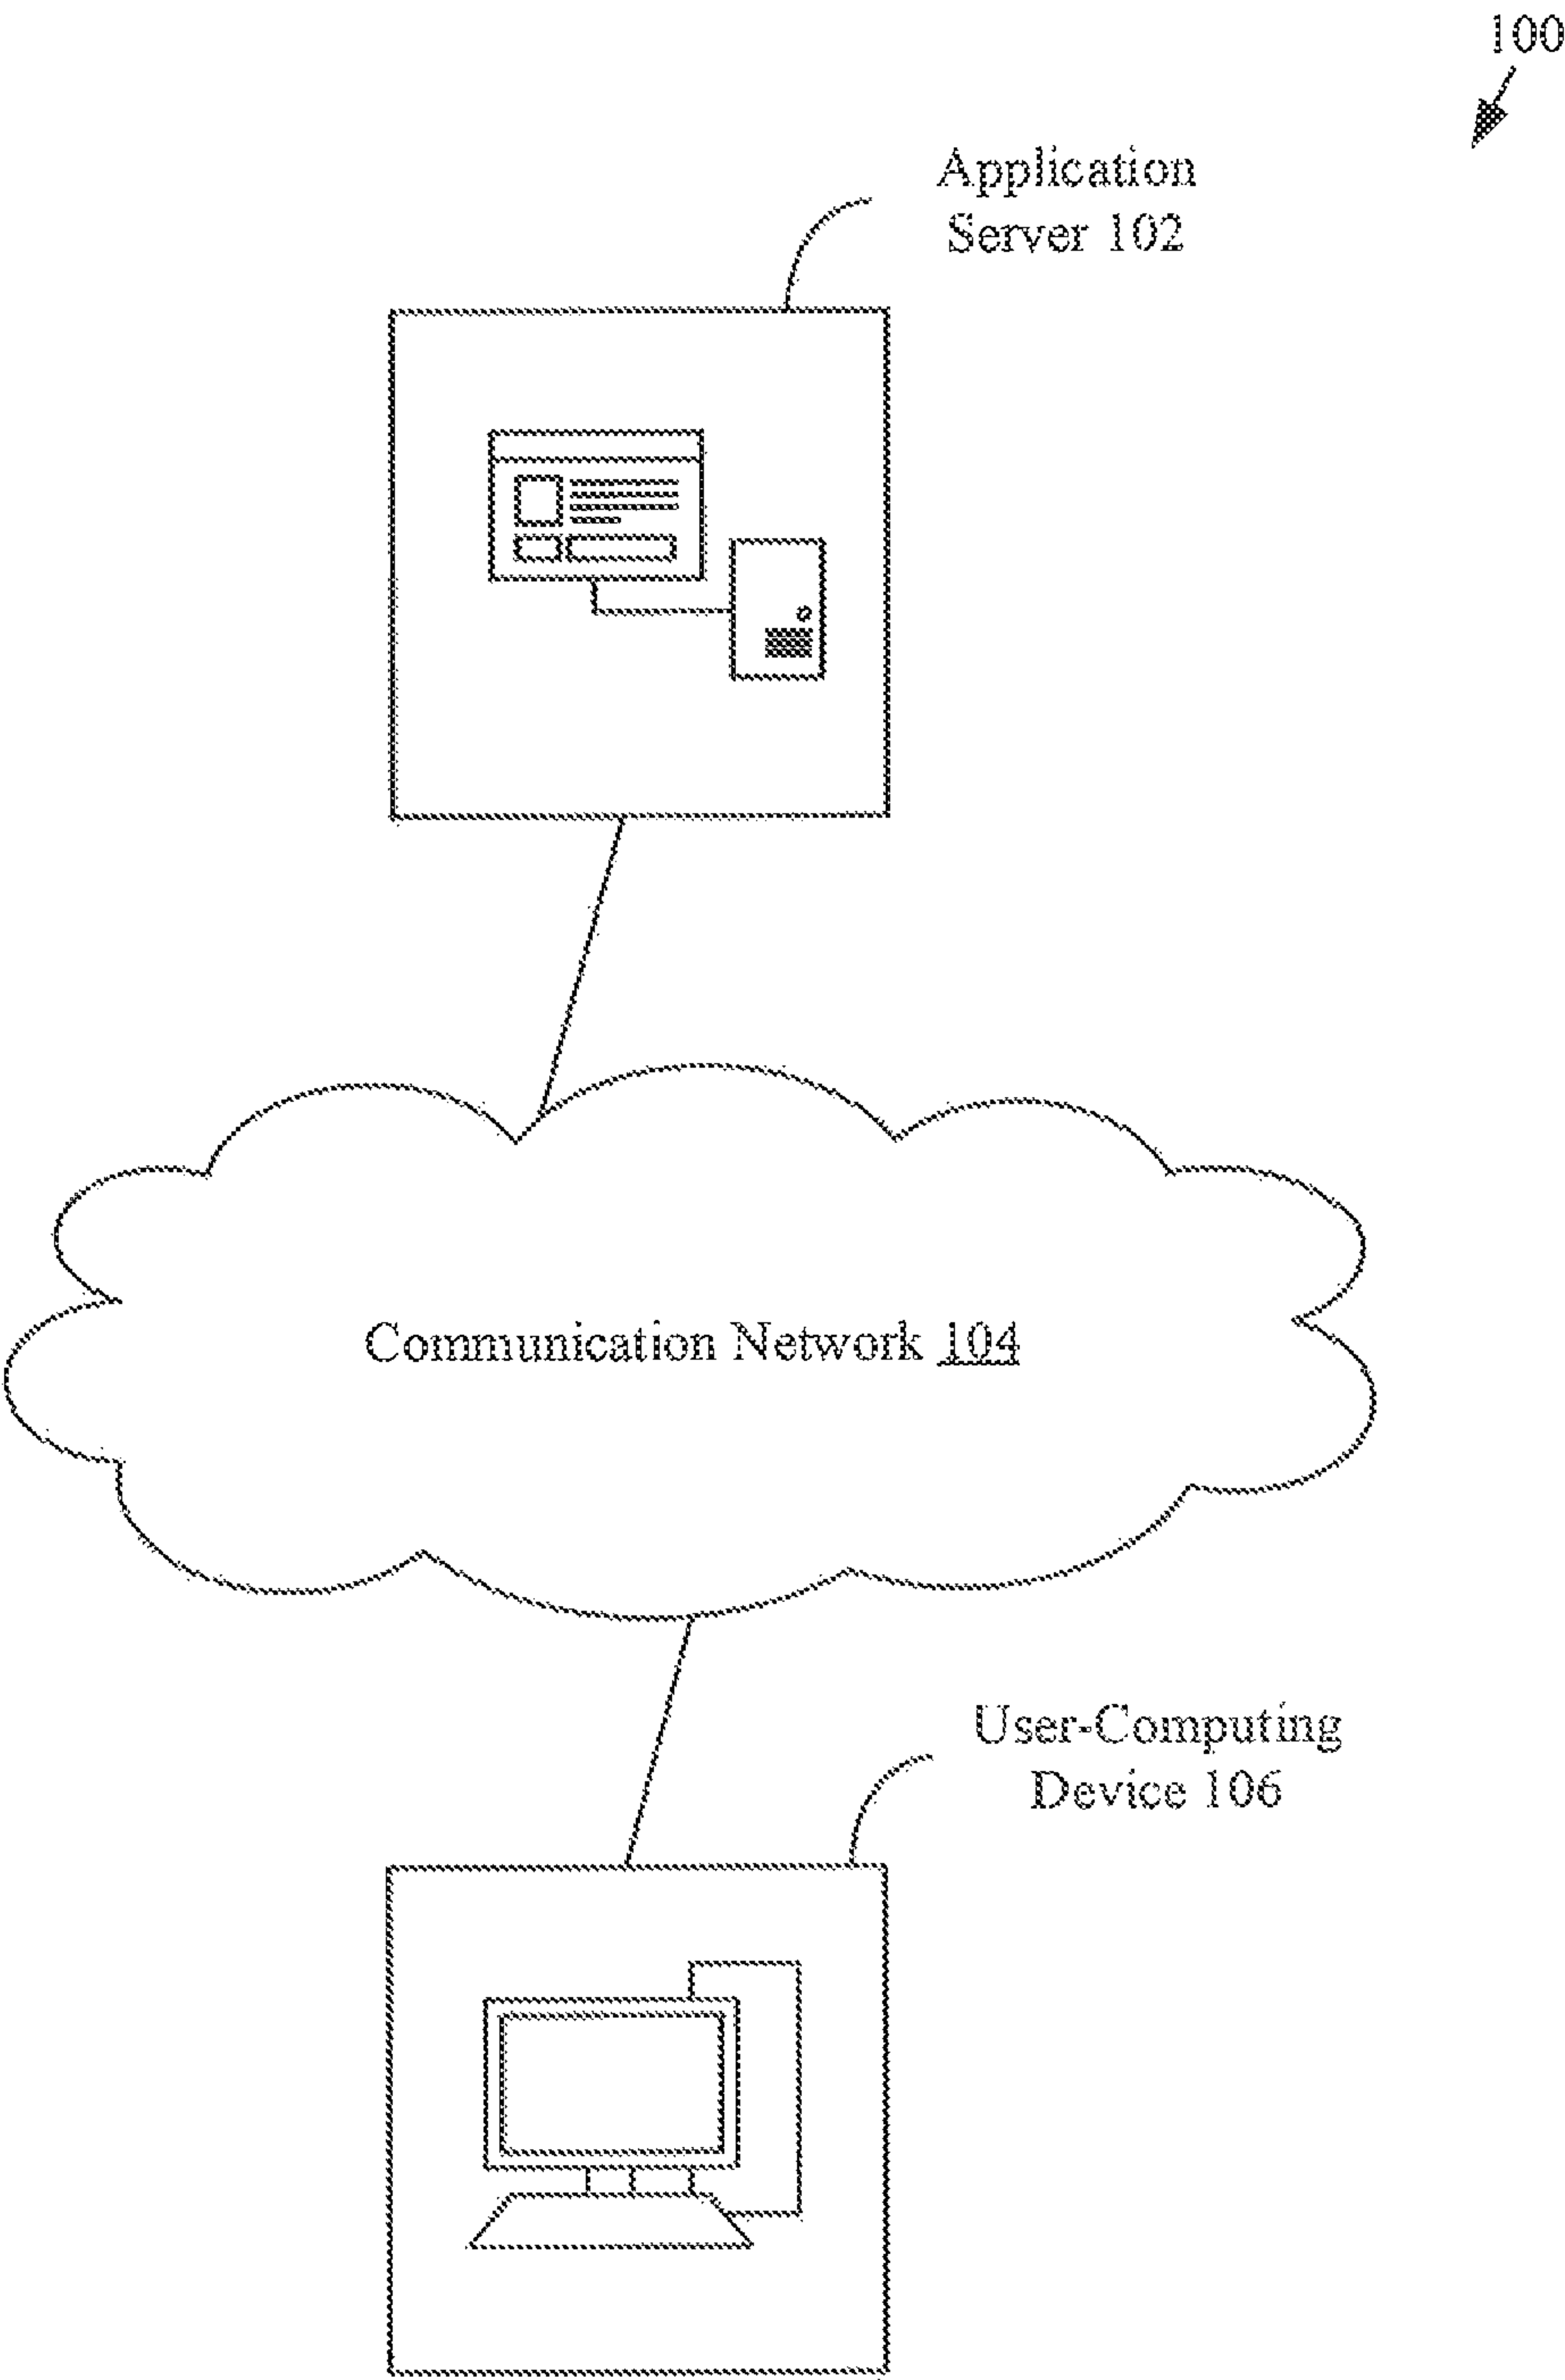 100
Application
Server 102
Communication Network 104
User-Computing
Device 106